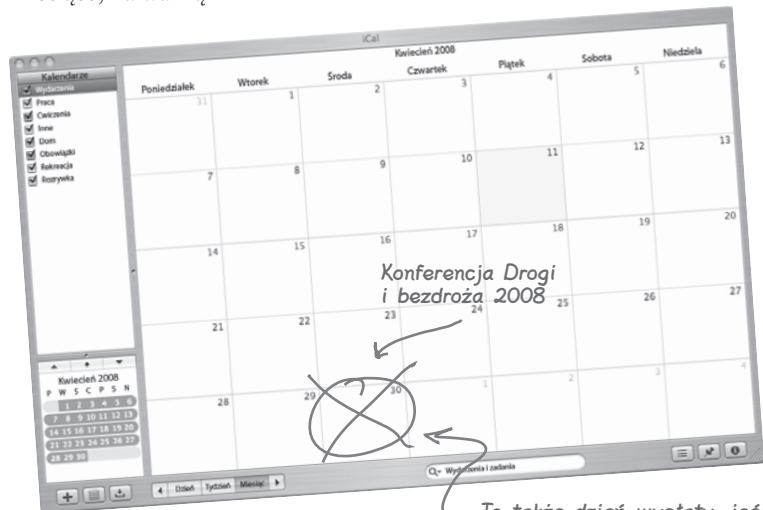 iCal
Kwiecień 2008
Kalendarze
Poniedziałek Wtorek Środa Czwartek Piątek Sobota Niedziela
Wydarzenia
Praca
Ćwiczenia
Inne
Dom
Obowiązki
Rekreacja
Rozrywka
31 1 2 3 4 5 6
7 8 9 10 11 12 13
14 15 16 17 18 19 20
Konferencja Drogi
i bezdroża 2008
21 22 23 24 25 26 27
28 29 30 1 2 3 4
Kwiecień 2008
P W S C P S N
1 2 3 4 5 6
7 8 9 10 11 12 13
14 15 16 17 18 19 20
21 22 23 24 25 26 27
28 29 30
Dzień Tydzień Miesiąc
Wydarzenia i zadania
To także dzień wypłaty, jeś